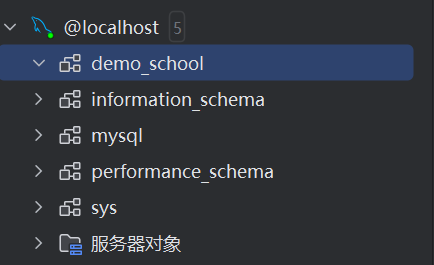 @localhost 5
demo_school
information_schema
mysql
performance_schema
sys
服务器对象